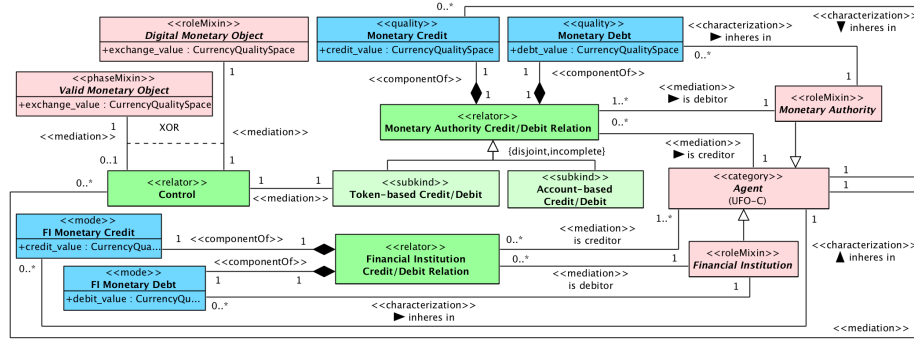 0..*
<<roleMixin>>
Digital Monetary Object
+exchange_value : CurrencyQualitySpace
<<quality>>
Monetary Credit
+credit_value : CurrencyQualitySpace
<<quality>>
Monetary Debt
+debt_value : CurrencyQualitySpace
<<characterization>>
inheres in
<<characterization>>
inheres in
0..*
1
1
1
<<phaseMixin>>
Valid Monetary Object
+exchange_value : CurrencyQualitySpace
<<componentOf>>
1
1
1
1
<<componentOf>>
<<mediation>>
is debitor
1..*
1
<<roleMixin>>
Monetary Authority
<<relator>>
Monetary Authority Credit/Debit Relation
0..*
1
XOR
<<mediation>>
<<mediation>>
{disjoint,incomplete}
<<mediation>>
is creditor
1
0..1
1
0..*
<<relator>>
Control
1
1
<<mediation>>
<<subkind>>
Token-based Credit/Debit
<<subkind>>
Account-based
Credit/Debit
<<category>>
Agent
(UFO-C)
1
1
<<mode>>
FI Monetary Credit
+credit_value : CurrencyQua...
1
<<componentOf>>
1
<<relator>>
Financial Institution
Credit/Debit Relation
0..*
<<mediation>>
is creditor
1..*
1
<<characterization>>
inheres in
0..*
<<mode>>
FI Monetary Debt
+debit_value : CurrencyQu...
<<componentOf>>
1
1
0..*
<<mediation>>
is debitor
1
<<roleMixin>>
Financial Institution
0..*
<<characterization>>
inheres in
1
<<mediation>>